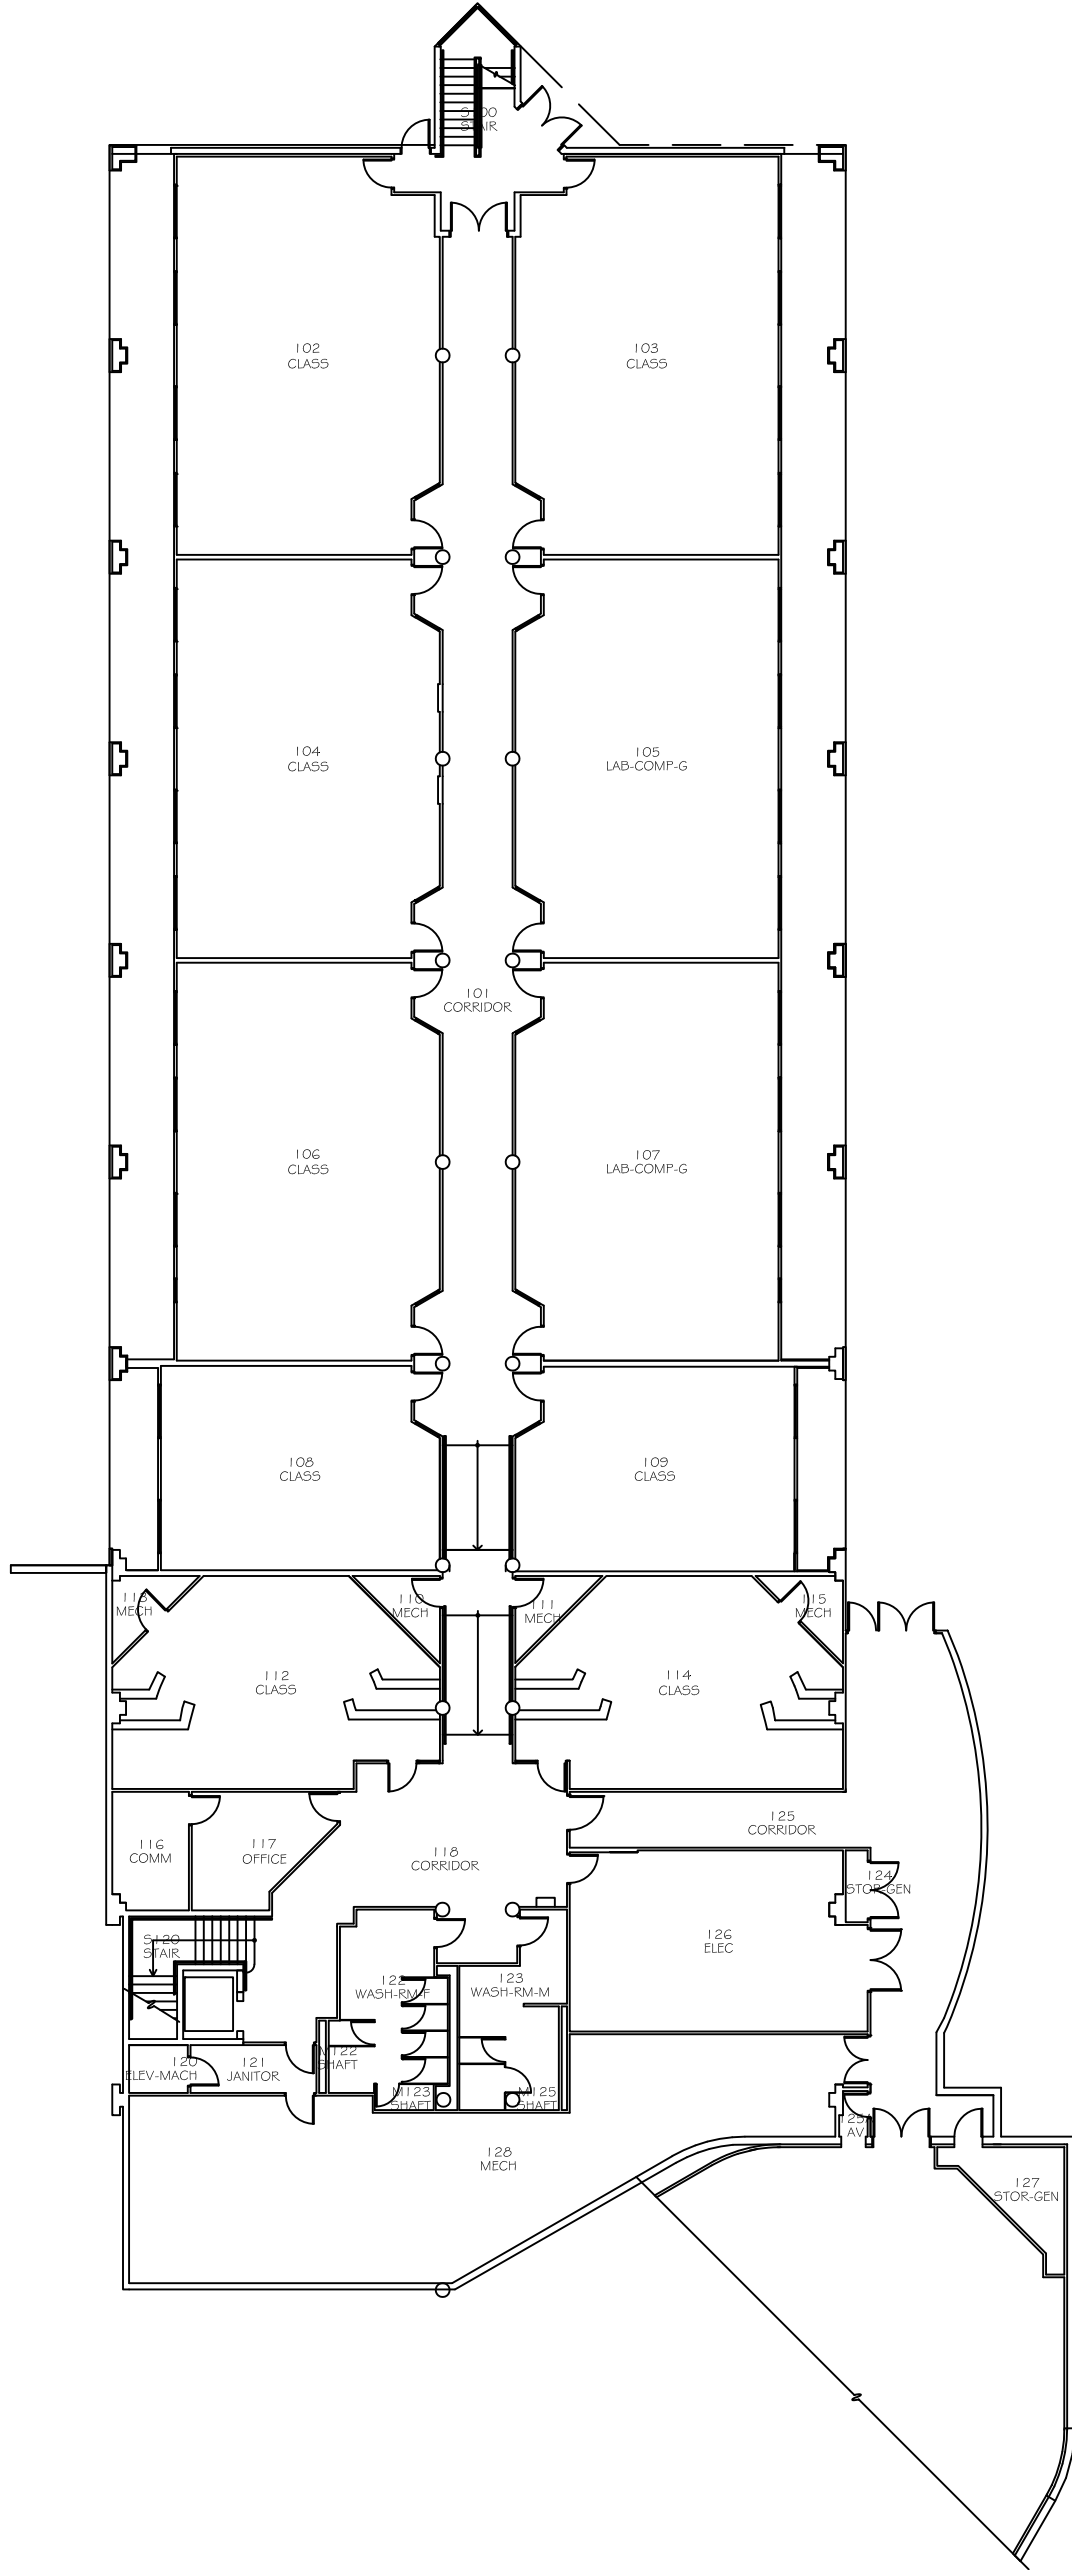 S100
STAIR
102
CLASS
103
CLASS
104
CLASS
105
LAB-COMP-G
101
CORRIDOR
106
CLASS
107
LAB-COMP-G
108
CLASS
109
CLASS
113
MECH
110
MECH
111
MECH
115
MECH
112
CLASS
114
CLASS
125
CORRIDOR
116
COMM
117
OFFICE
118
CORRIDOR
124
STOR-GEN
S120
STAIR
126
ELEC
122
WASH-RM-F
123
WASH-RM-M
120
ELEV-MACH
121
JANITOR
M122
SHAFT
M123
SHAFT
M125
SHAFT
AV
128
MECH
127
STOR-GEN